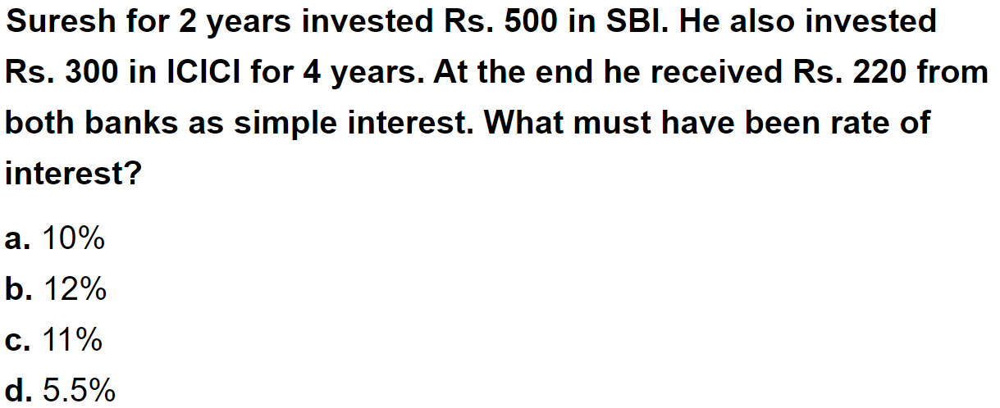 Suresh for 2 years invested Rs. 500 in SBI. He also invested
Rs. 300 in ICICI for 4 years. At the end he received Rs. 220 from
both banks as simple interest. What must have been rate of
interest?
a. 10%
b. 12%
c. 11%
d. 5.5%